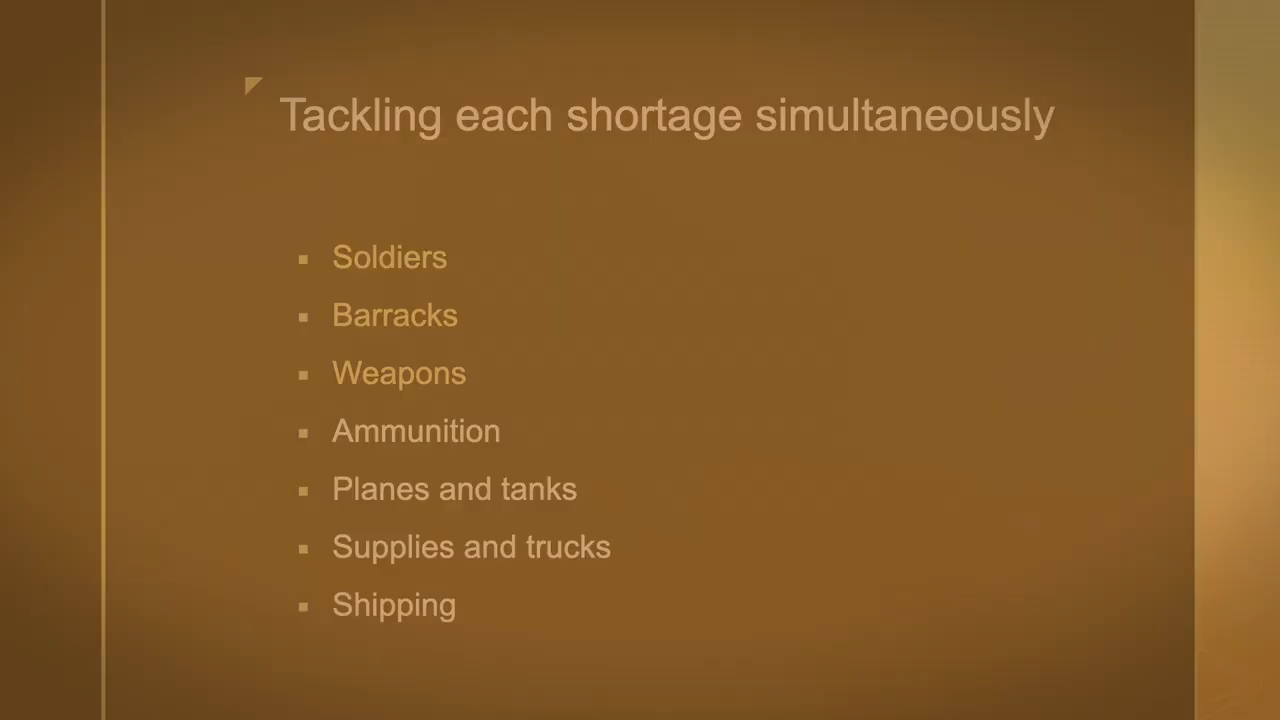 Tackling each shortage simultaneously
▪ Soldiers
▪ Barracks
▪ Weapons
▪ Ammunition
▪ Planes and tanks
▪ Supplies and trucks
▪ Shipping